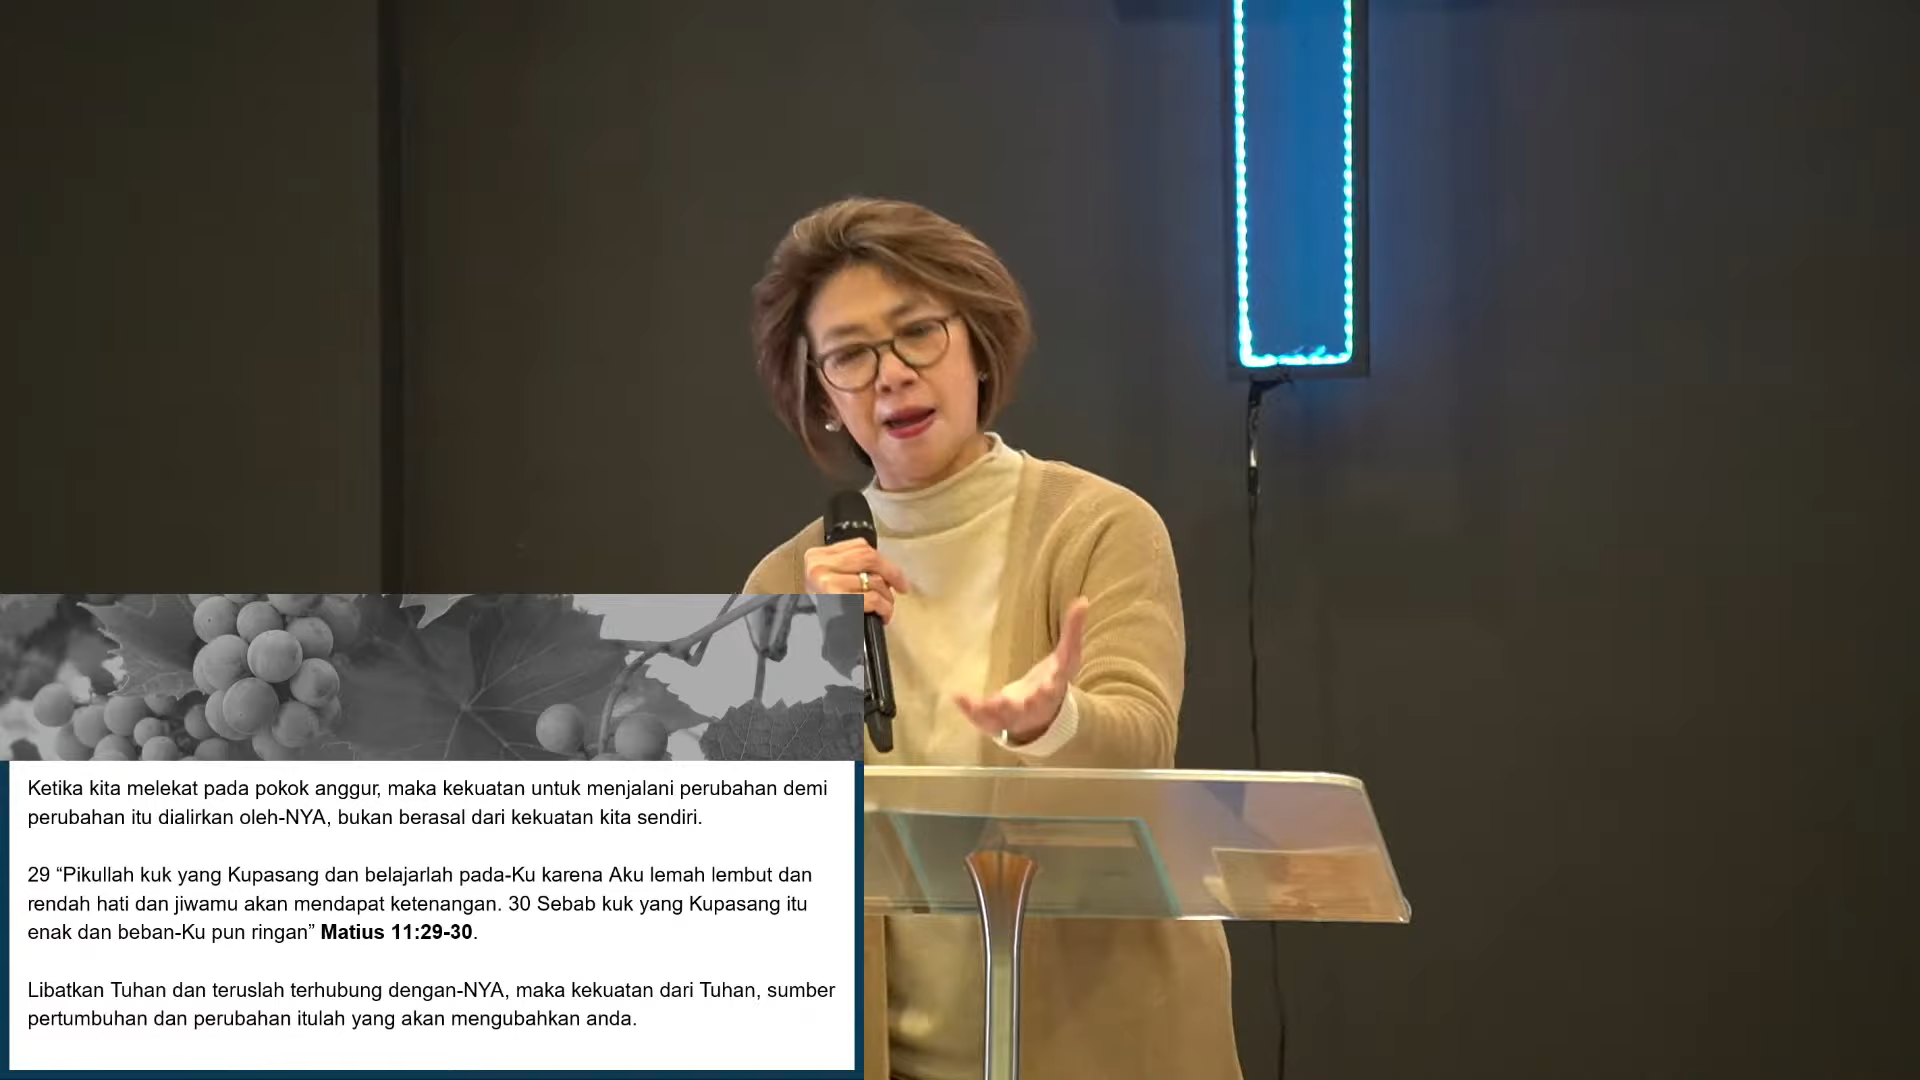 Ketika kita melekat pada pokok anggur, maka kekuatan untuk menjalani perubahan demi
perubahan itu dialirkan oleh-NYA, bukan berasal dari kekuatan kita sendiri.
29 “Pikullah kuk yang Kupasang dan belajarlah pada-Ku karena Aku lemah lembut dan
rendah hati dan jiwamu akan mendapat ketenangan. 30 Sebab kuk yang Kupasang itu
enak dan beban-Ku pun ringan” Matius 11:29-30.
Libatkan Tuhan dan teruslah terhubung dengan-NYA, maka kekuatan dari Tuhan, sumber
pertumbuhan dan perubahan itulah yang akan mengubahkan anda.